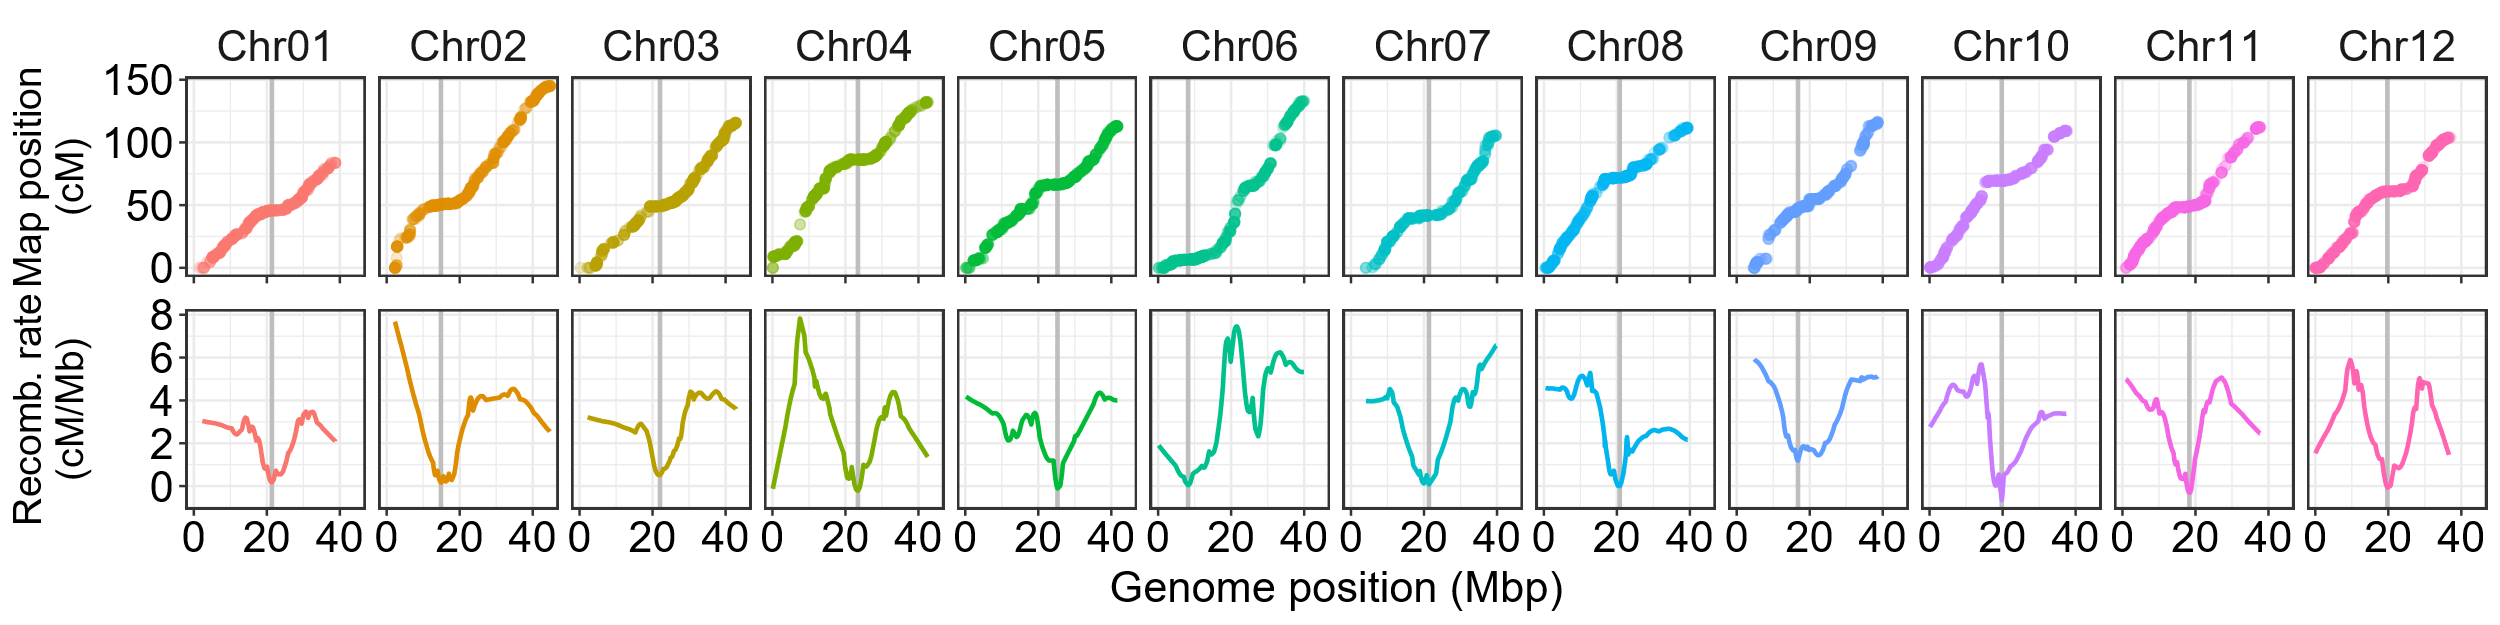 Chr01 Chr02 Chr03 Chr04 Chr05 Chr06 Chr07 Chr08 Chr09 Chr10 Chr11 Chr12
Map position
(cM)
150
100
50
0
Recomb. rate
(cM/Mb)
8
6
4
2
0
0 20 40 0 20 40 0 20 40 0 20 40 0 20 40 0 20 40 0 20 40 0 20 40 0 20 40 0 20 40 0 20 40 0 20 40
Genome position (Mbp)